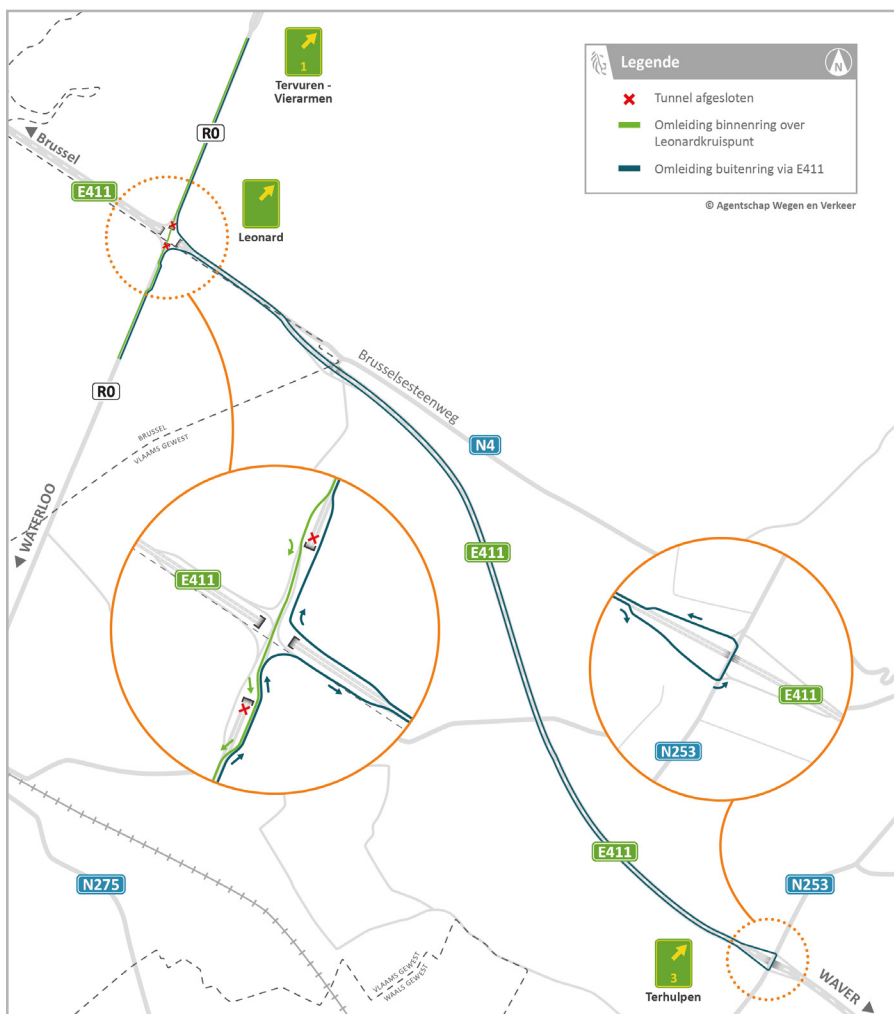 1
Tervuren -
Vierarmen
Legende
N
Tunnel afgesloten
Omleiding binnenring over
Leonardkruispunt
Omleiding buitenring via E411
© Agentschap Wegen en Verkeer
R0
Brussel
E411
Leonard
R0
Brusselsesteenweg
BRUSSEL
VLAAMS GEWEST
N4
WATERLOO
E411
E411
E411
N253
E411
N275
N253
3
Terhulpen
VLAAMS GEWEST
WAALS GEWEST
WAVER